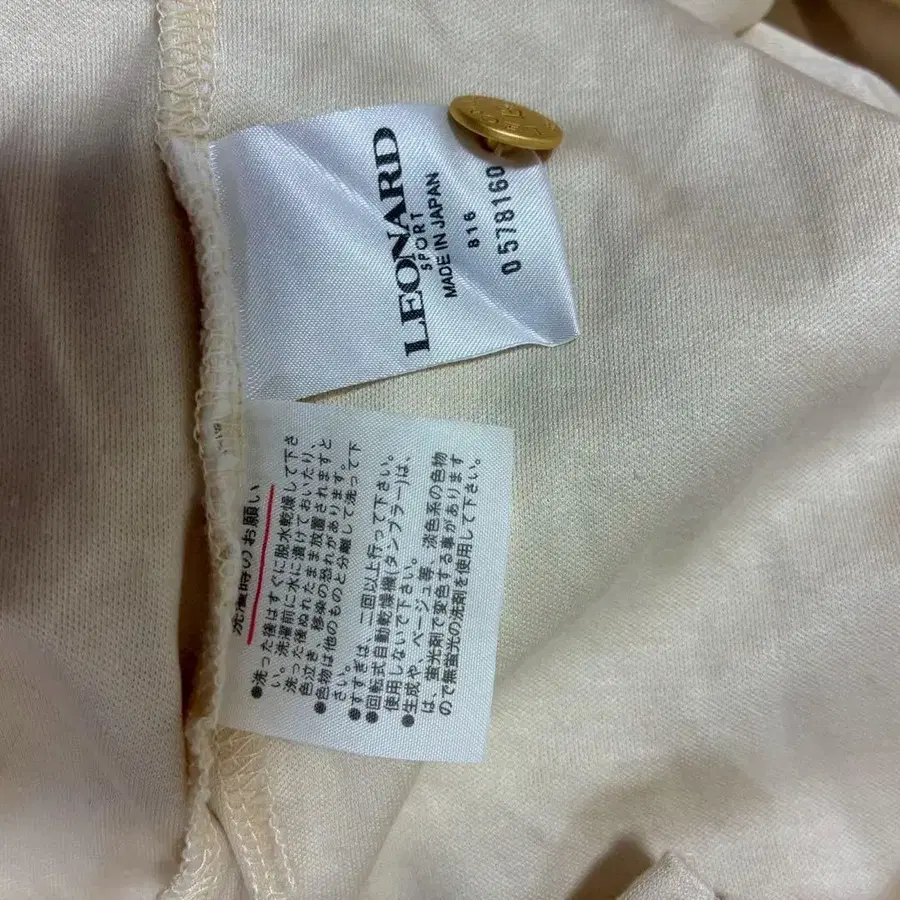 LEONARD
SPORT
MADE IN JAPAN
816
0578160
洗濯時のお願い
●洗った後はすぐに脱水乾燥して下さ
い。洗濯前に水に漬けておいたり、
洗った後ぬれたまま放置されますと
色泣き、移染の恐れがあります。
●色物は他のものと分離して洗って下
さい。
●すすぎは、二回以上行って下さい。
●回転式自動乾燥機(タンブラー)は、
使用しないで下さい。
●生成や、ベージュ等、淡色系の色物
は、蛍光剤で変色する事があります
ので無蛍光の洗剤を使用して下さい。